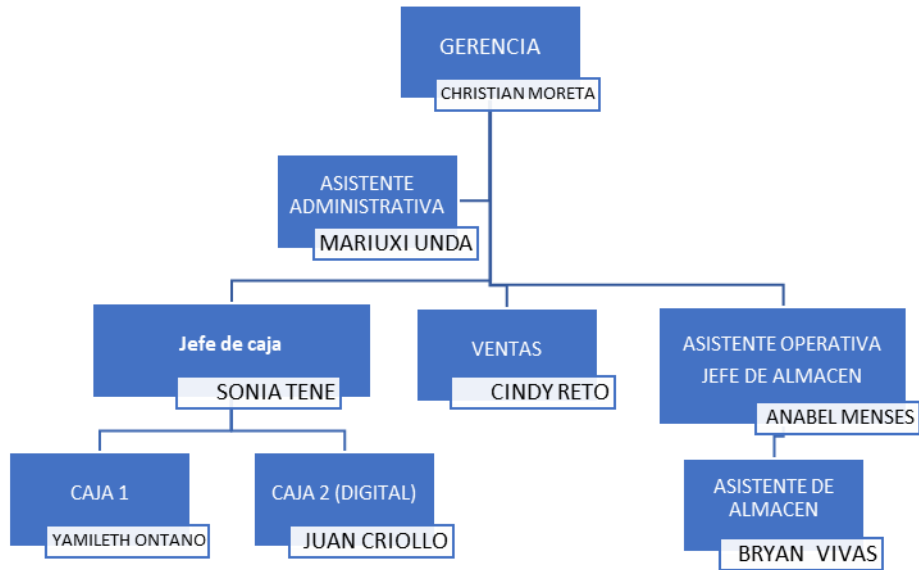 GERENCIA
CHRISTIAN MORETA
ASISTENTE
ADMINISTRATIVA
MARIUXI UNDA
Jefe de caja
SONIA TENE
VENTAS
CINDY RETO
ASISTENTE OPERATIVA
JEFE DE ALMACEN
ANABEL MENSES
CAJA 1
YAMILETH ONTANO
CAJA 2 (DIGITAL)
JUAN CRIOLLO
ASISTENTE DE
ALMACEN
BRYAN VIVAS